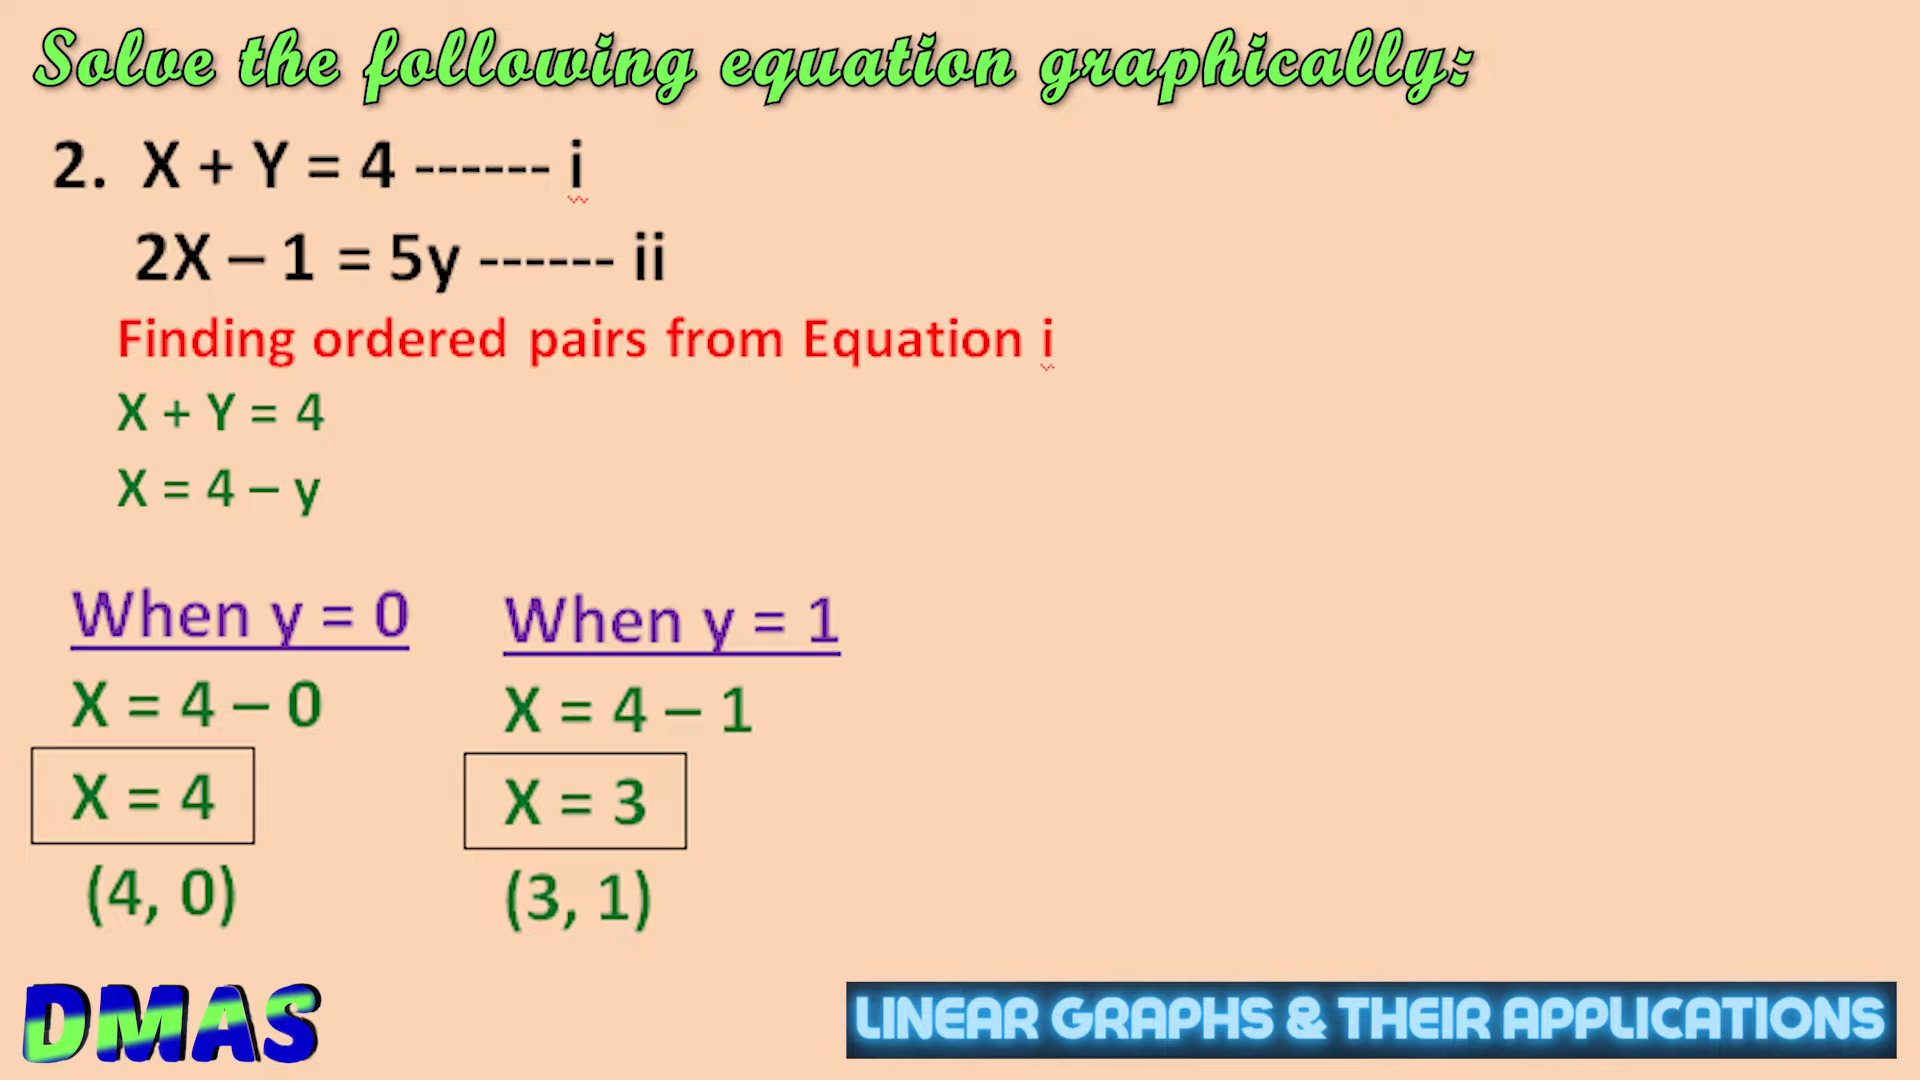 Solve the following equation graphically:
2. X + Y = 4 ------ i
2X – 1 = 5y ------ ii
Finding ordered pairs from Equation i
X + Y = 4
X = 4 – y
When y = 0
X = 4 – 0
X = 4
(4, 0)
When y = 1
X = 4 – 1
X = 3
(3, 1)
DMAS
LINEAR GRAPHS & THEIR APPLICATIONS